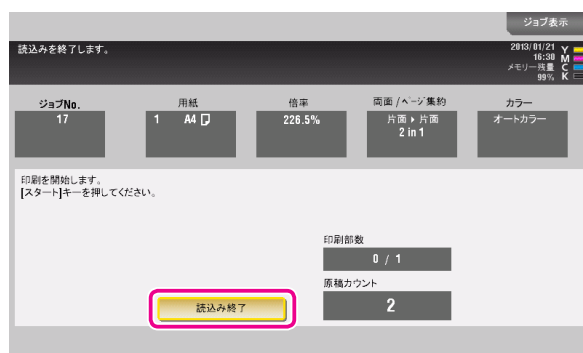 ジョブ表示
読込みを終了します。
2013/01/21
16:30
メモリー残量
99%
Y
M
C
K
ジョブNo.
17
用紙
1 A4
倍率
226.5%
両面/ページ集約
片面 ▸ 片面
2 in 1
カラー
オートカラー
印刷を開始します。
[スタート]キーを押してください。
印刷部数
0 / 1
原稿カウント
2
読込み終了